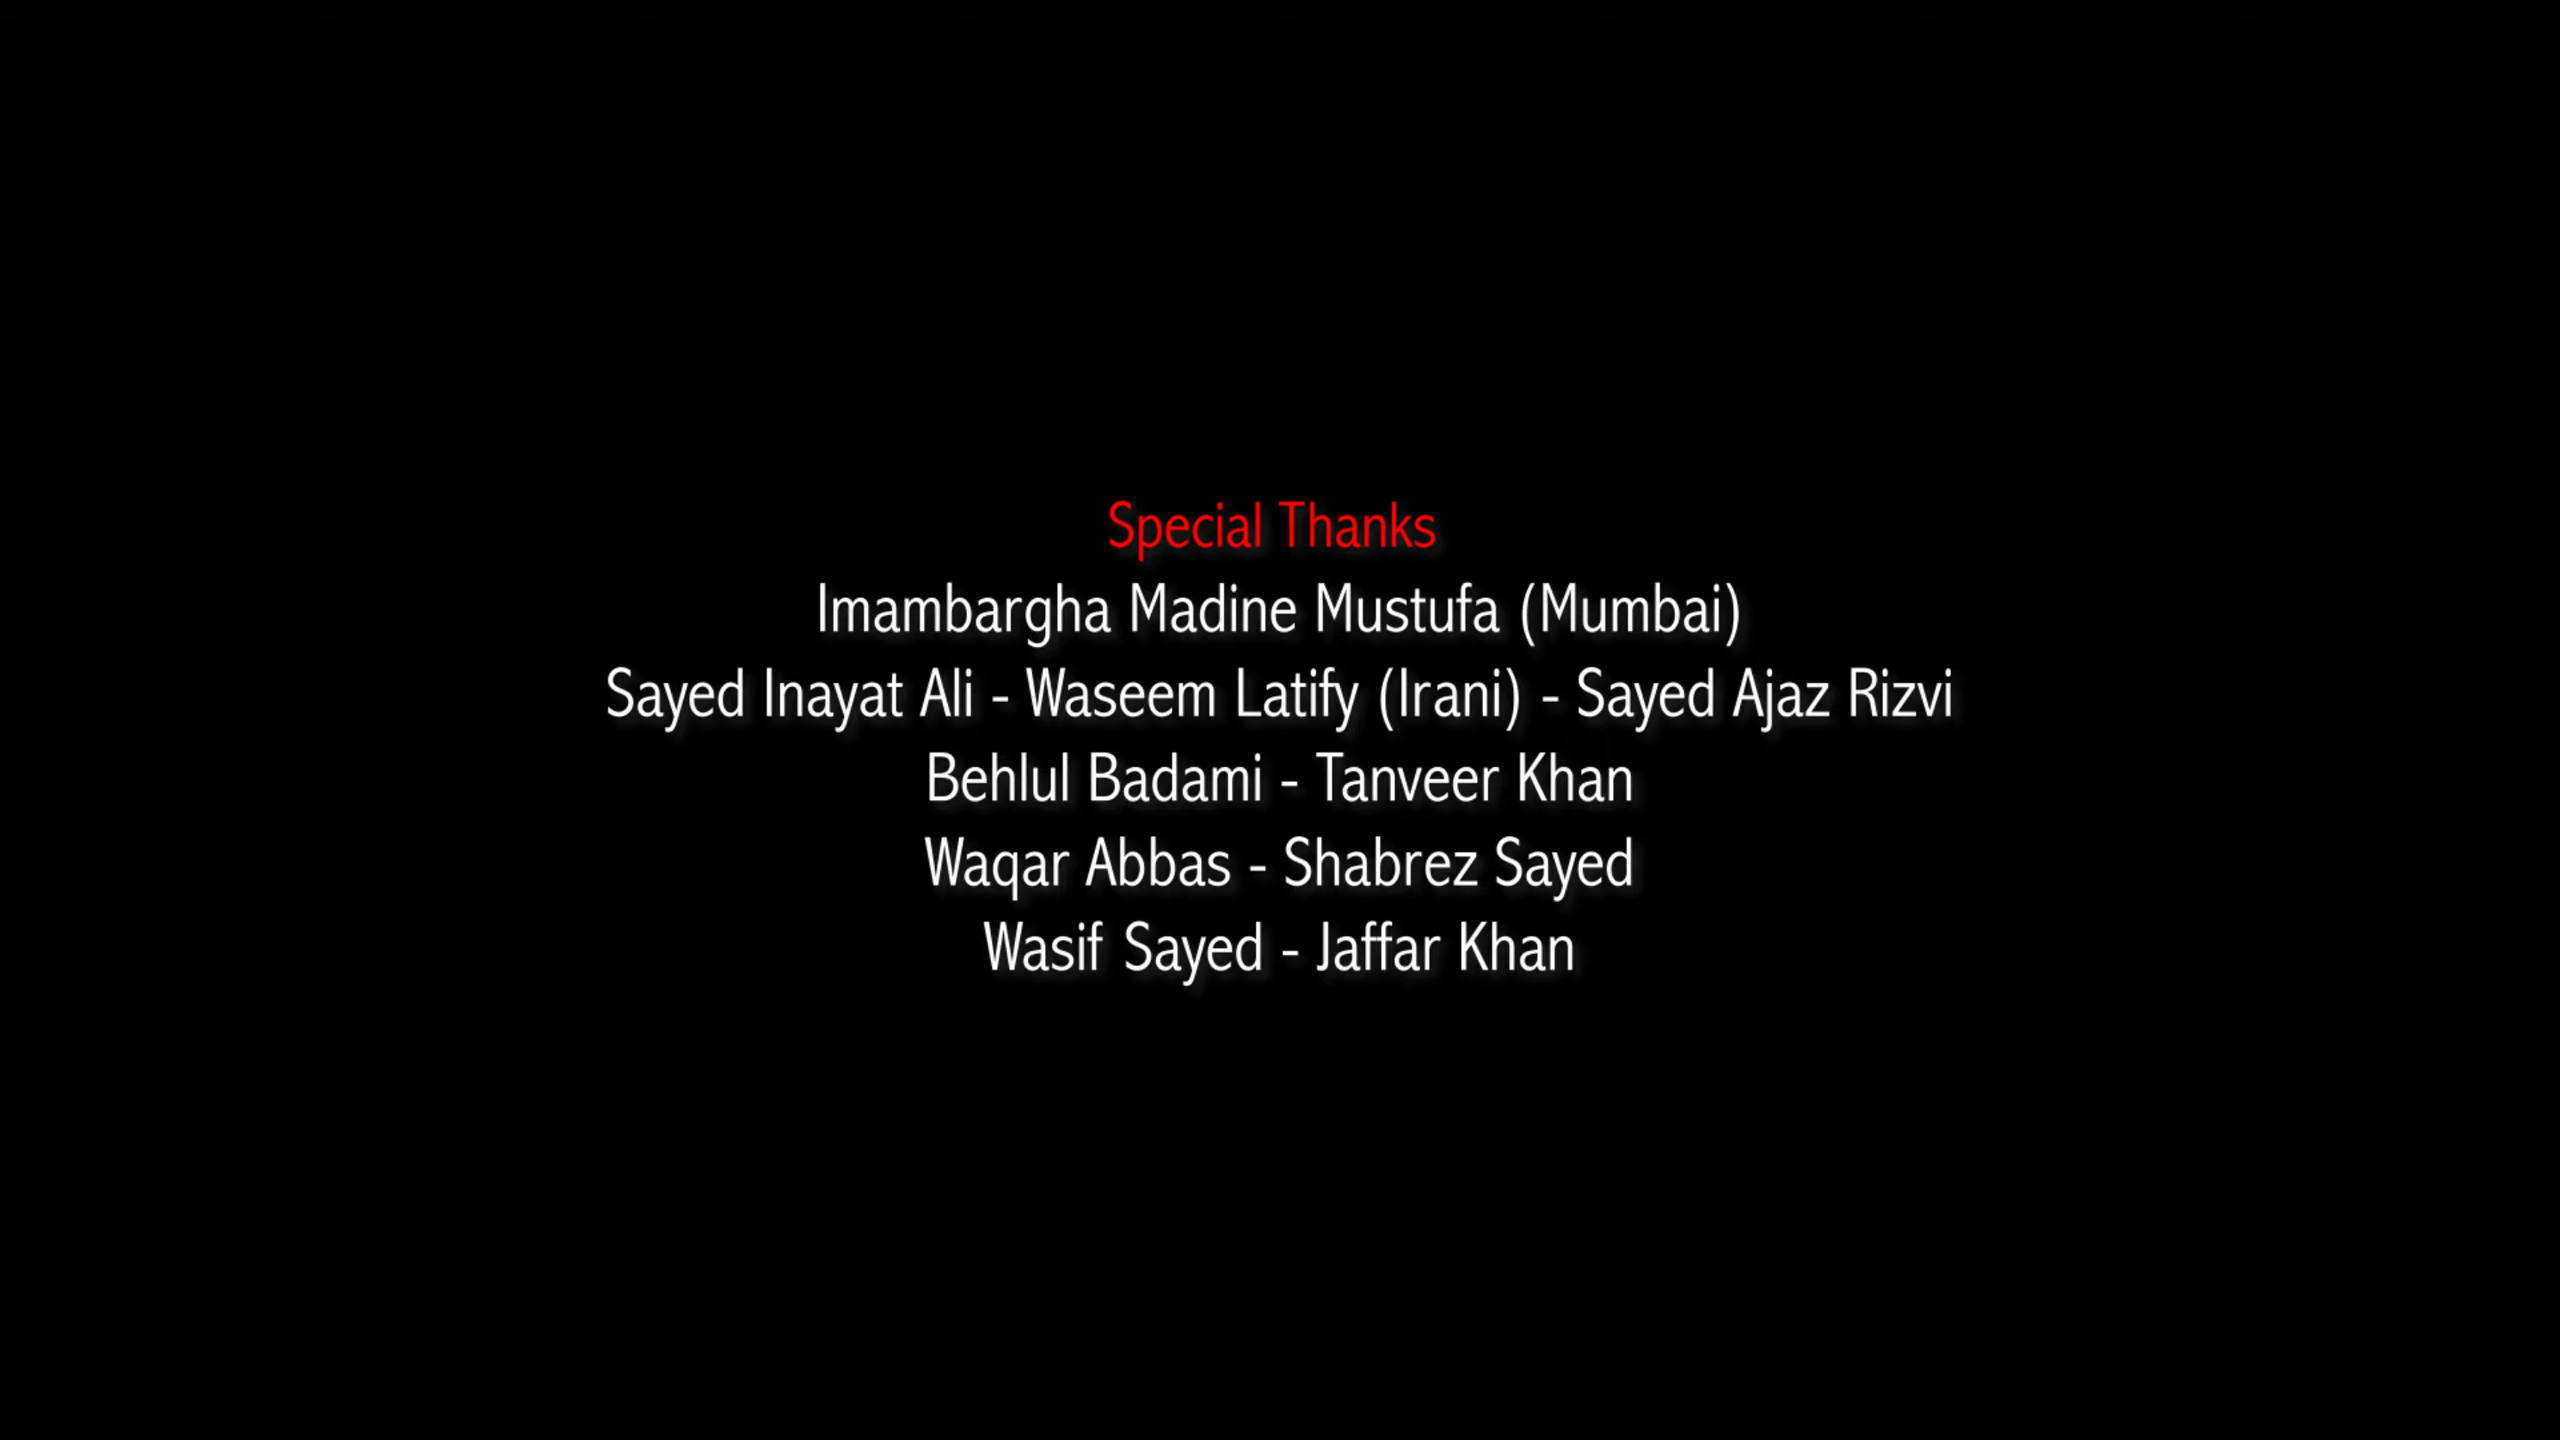 Special Thanks
Imambargha Madine Mustufa (Mumbai)
Sayed Inayat Ali - Waseem Latify (Irani) - Sayed Ajaz Rizvi
Behlul Badami - Tanveer Khan
Waqar Abbas - Shabrez Sayed
Wasif Sayed - Jaffar Khan